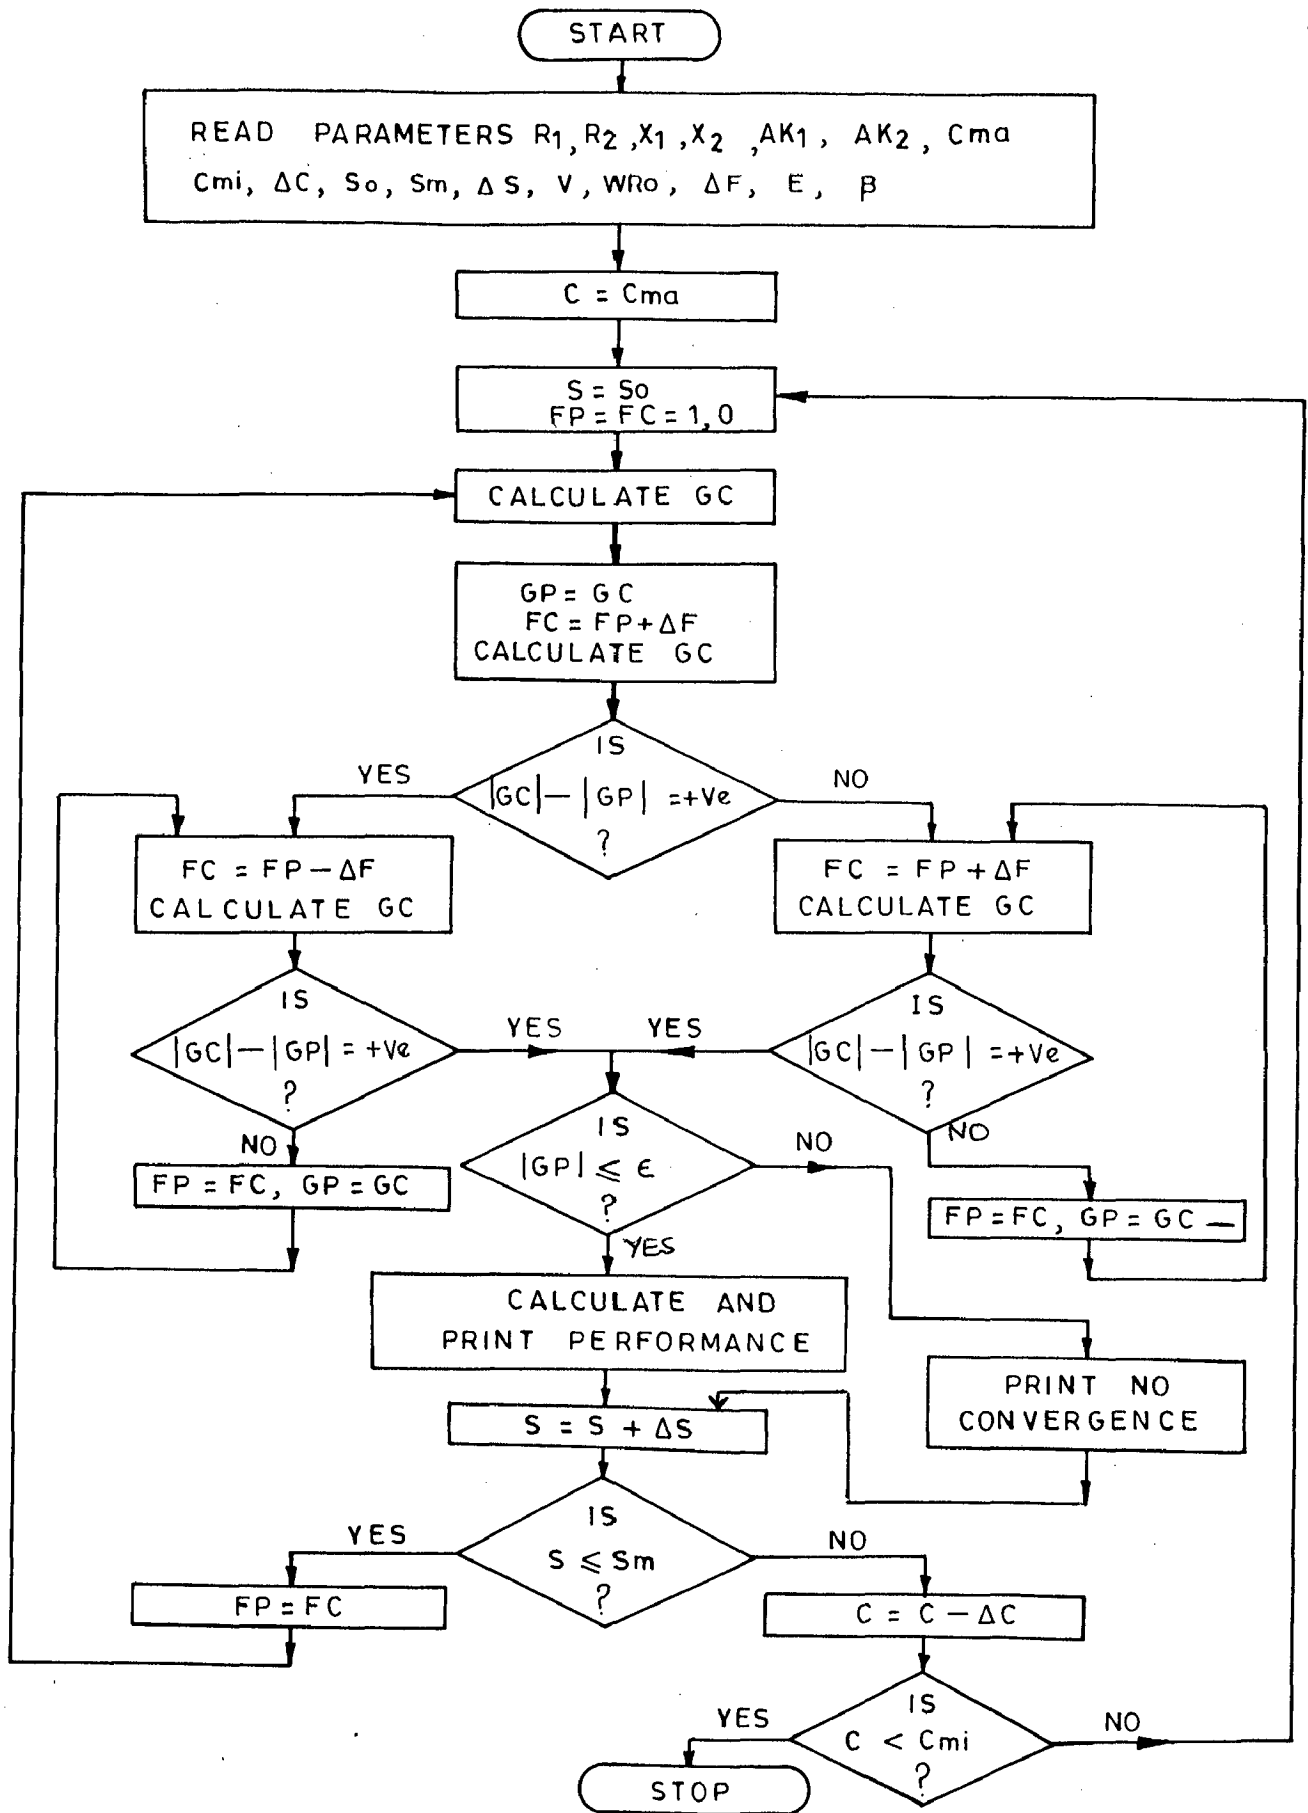 START
READ PARAMETERS R1, R2, X1, X2, AK1, AK2, Cma
Cmi, ΔC, So, Sm, ΔS, V, WRo, ΔF, E, β
C = Cma
S = So
FP = FC = 1,0
CALCULATE GC
GP = GC
FC = FP + ΔF
CALCULATE GC
IS
|GC| − |GP| = +Ve
?
YES
NO
FC = FP − ΔF
CALCULATE GC
FC = FP + ΔF
CALCULATE GC
IS
|GC| − |GP| = +Ve
?
YES
YES
IS
|GC| − |GP| = +Ve
?
NO
NO
FP = FC, GP = GC
IS
|GP| ⩽ ϵ
?
NO
YES
FP = FC, GP = GC
CALCULATE AND
PRINT PERFORMANCE
PRINT NO
CONVERGENCE
S = S + ΔS
IS
S ⩽ Sm
?
YES
NO
FP = FC
C = C − ΔC
IS
C < Cmi
?
YES
NO
STOP